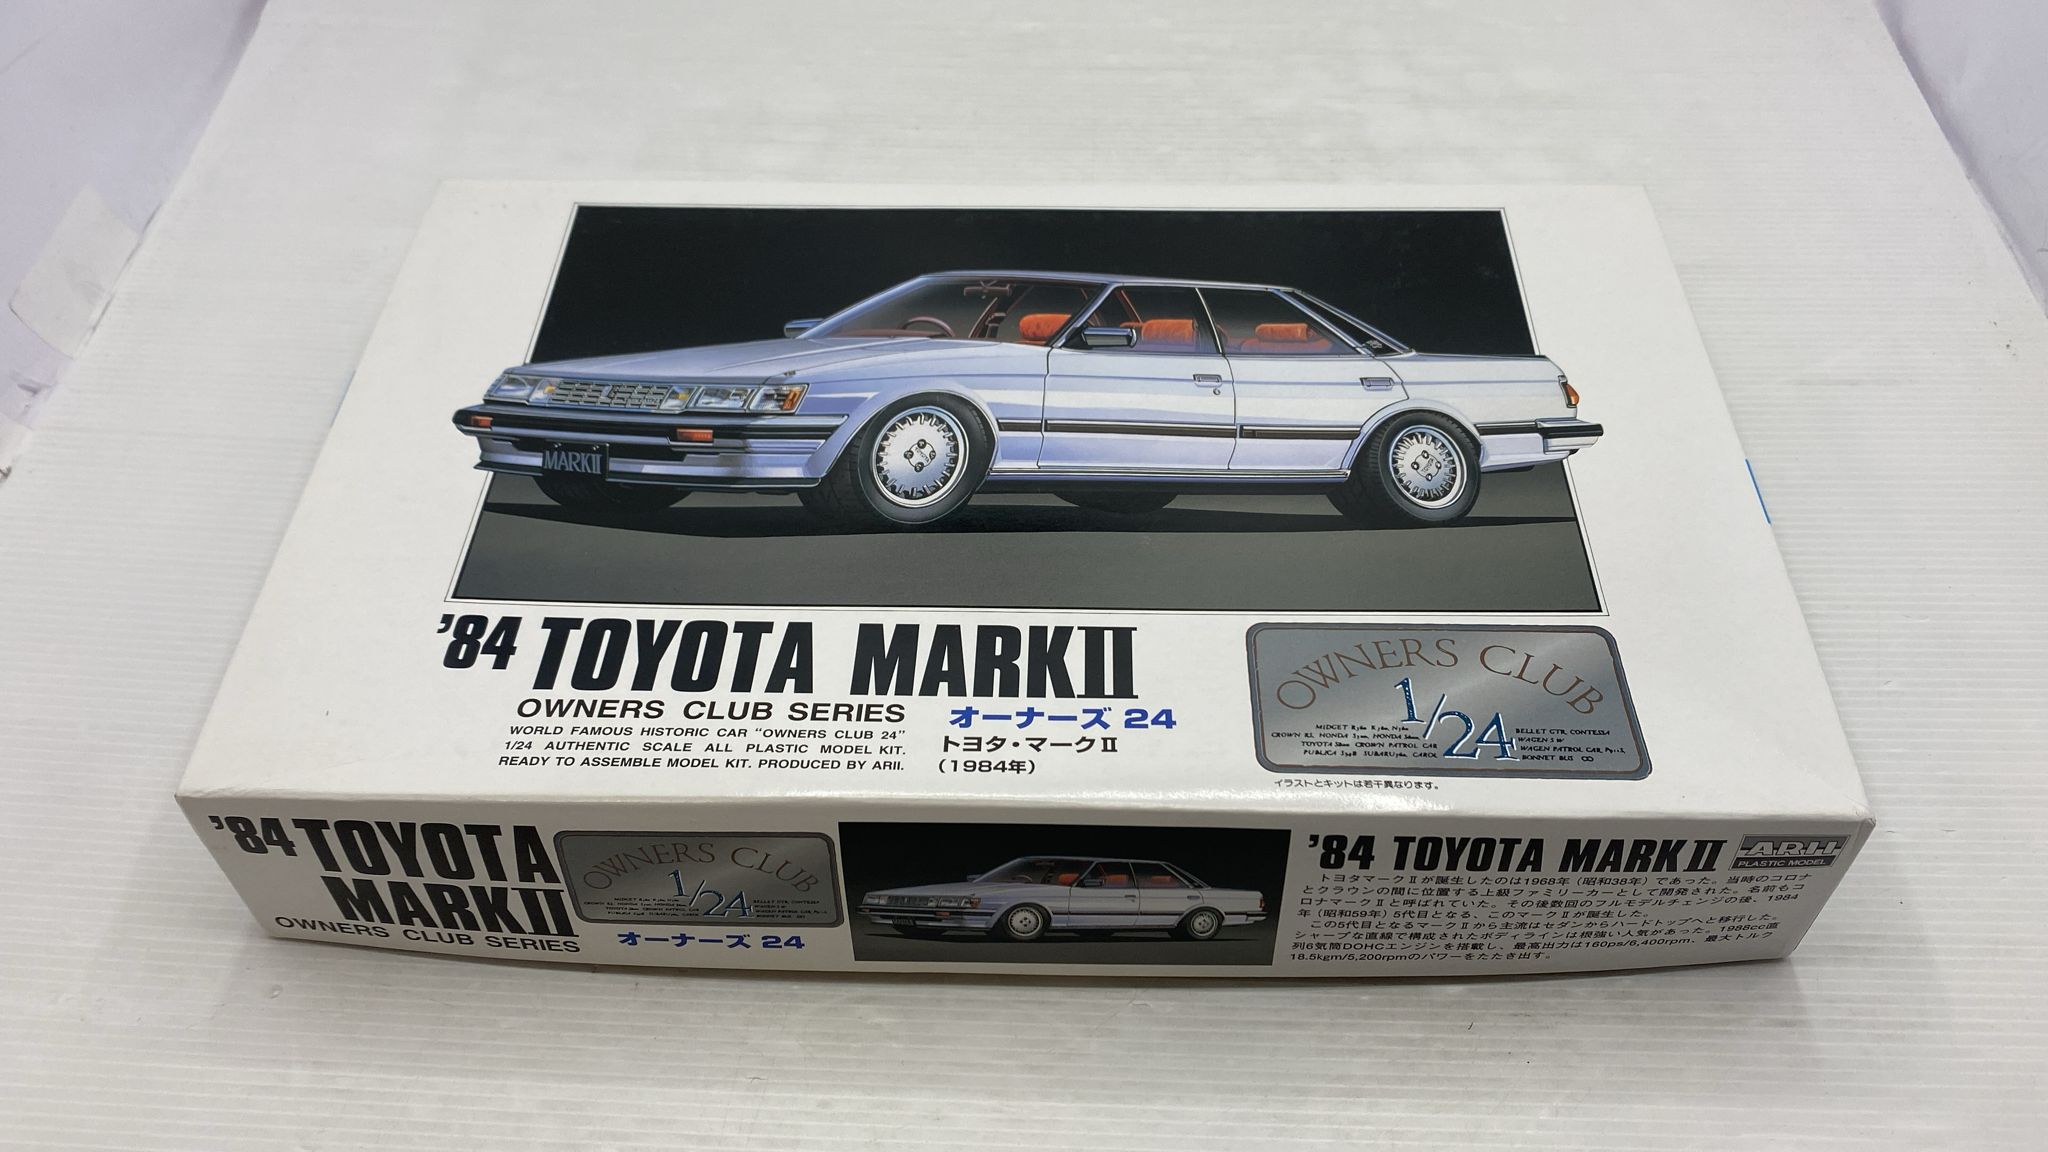 MARKII
'84 TOYOTA MARKII
OWNERS CLUB SERIES
オーナーズ 24
WORLD FAMOUS HISTORIC CAR "OWNERS CLUB 24"
1/24 AUTHENTIC SCALE ALL PLASTIC MODEL KIT.
READY TO ASSEMBLE MODEL KIT. PRODUCED BY ARII.
トヨタ・マークⅡ
(1984年)
OWNERS CLUB
1/24
BELLET GTR, CONTESSA
TOYOTA CROWN PATROL CAR
WAGEN PATROL CAR
BONNET BUS
イラストとキットは若干異なります。
'84 TOYOTA
MARKII
OWNERS CLUB SERIES
OWNERS CLUB
1/24
オーナーズ 24
'84 TOYOTA MARKII
ARII
PLASTIC MODEL
トヨタマークⅡが誕生したのは1968年(昭和38年)であった。当時のコロナ
とクラウンの間に位置する上級ファミリーカーとして開発された。名前もコ
ロナマークⅡと呼ばれていた。その後数回のフルモデルチェンジの後、1984
年(昭和59年)5代目となる、このマークⅡが誕生した。
この5代目となるマークⅡから主流はセダンからハードトップへと移行した。
シャープな直線で構成されたボディラインは根強い人気があった。1988cc直
列6気筒DOHCエンジンを搭載し、最高出力は160ps/6,400rpm、最大トルク
18.5kgm/5,200rpmのパワーをたたき出す。